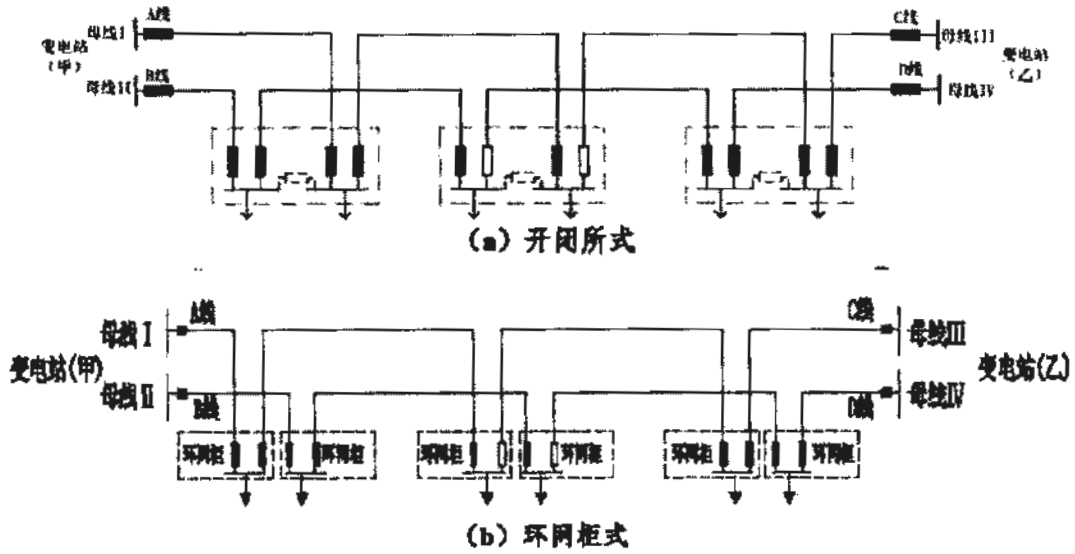 A线
C线
母线I
母线III
变电站
(甲)
变电站
(乙)
B线
D线
母线II
母线IV
(a) 开闭所式
A线
C线
母线I
母线III
变电站(甲)
变电站(乙)
母线II
B线
D线
母线IV
环网柜
环网柜
环网柜
环网柜
环网柜
环网柜
(b) 环网柜式